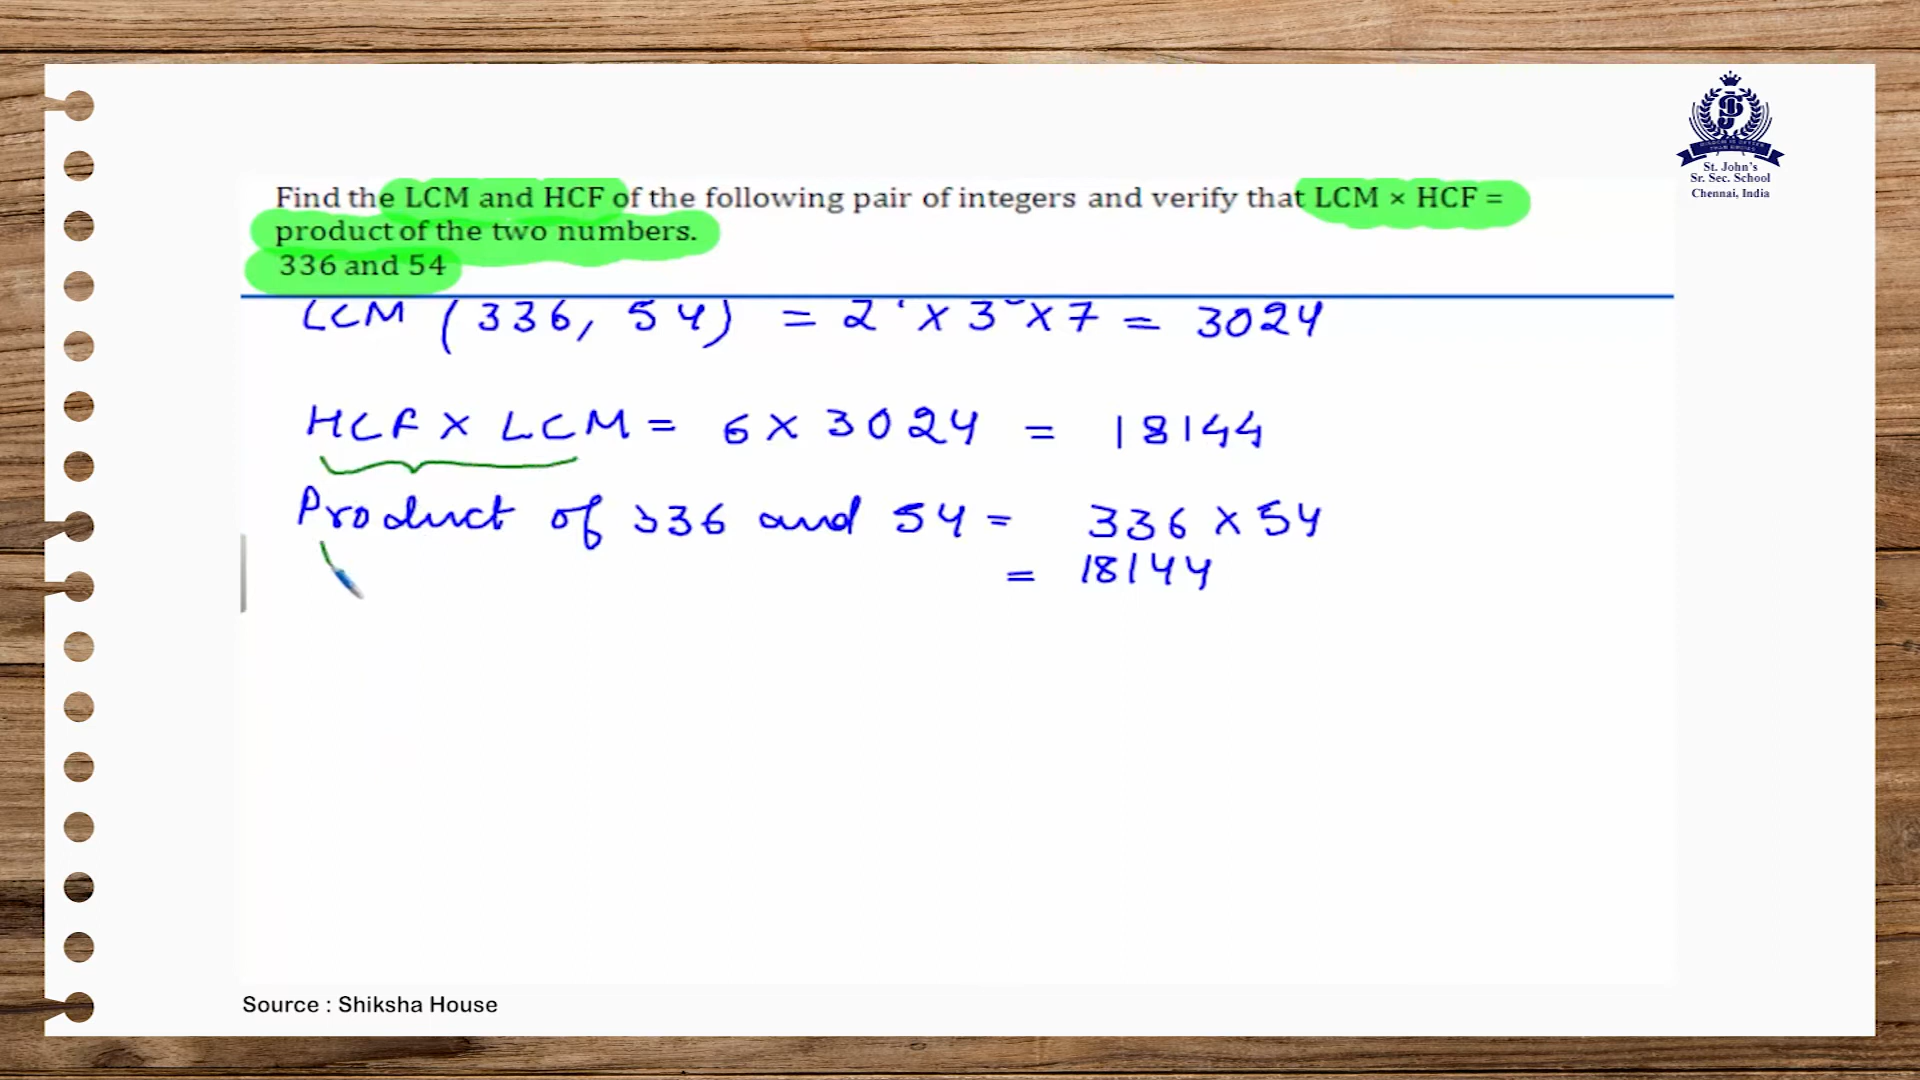 St. John's
Sr. Sec. School
Chennai, India
Find the LCM and HCF of the following pair of integers and verify that LCM × HCF =
product of the two numbers.
336 and 54
LCM (336, 54) = 2 × 3 × 7 = 3024
HCF × LCM = 6 × 3024 = 18144
Product of 336 and 54 = 336 × 54
= 18144
Source : Shiksha House